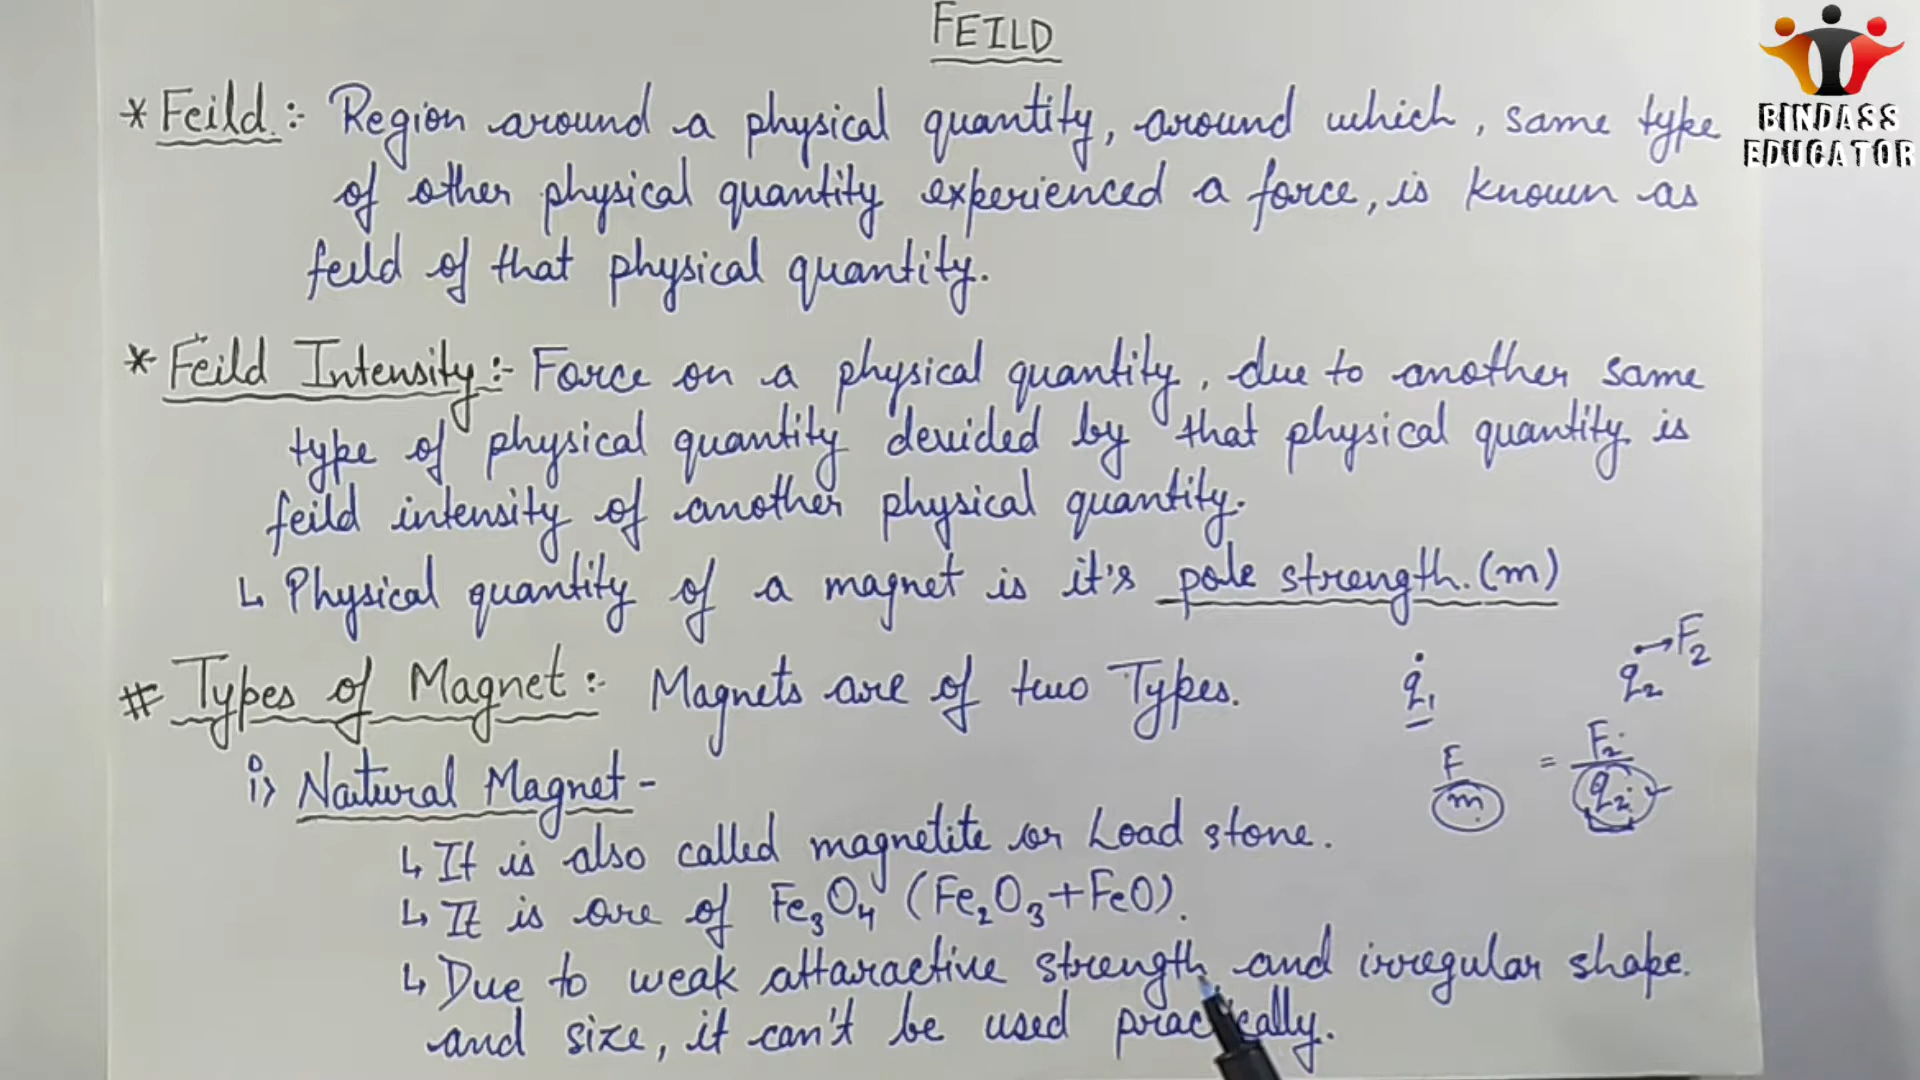 FEILD
BINDASS
EDUCATOR
* Feild :- Region around a physical quantity, around which, same type
of other physical quantity experienced a force, is known as
feild of that physical quantity.
* Feild Intensity :- Force on a physical quantity, due to another same
type of physical quantity devided by that physical quantity is
feild intensity of another physical quantity.
↳ Physical quantity of a magnet is it's pole strength. (m)
# Types of Magnet :- Magnets are of two Types.
q₁
q₂ → F₂
F/m = F₂/q₂
i) Natural Magnet -
↳ It is also called magnetite or Load stone.
↳ It is ore of Fe₃O₄ (Fe₂O₃+FeO).
↳ Due to weak attaractive strength and irregular shape.
and size, it can't be used practically.